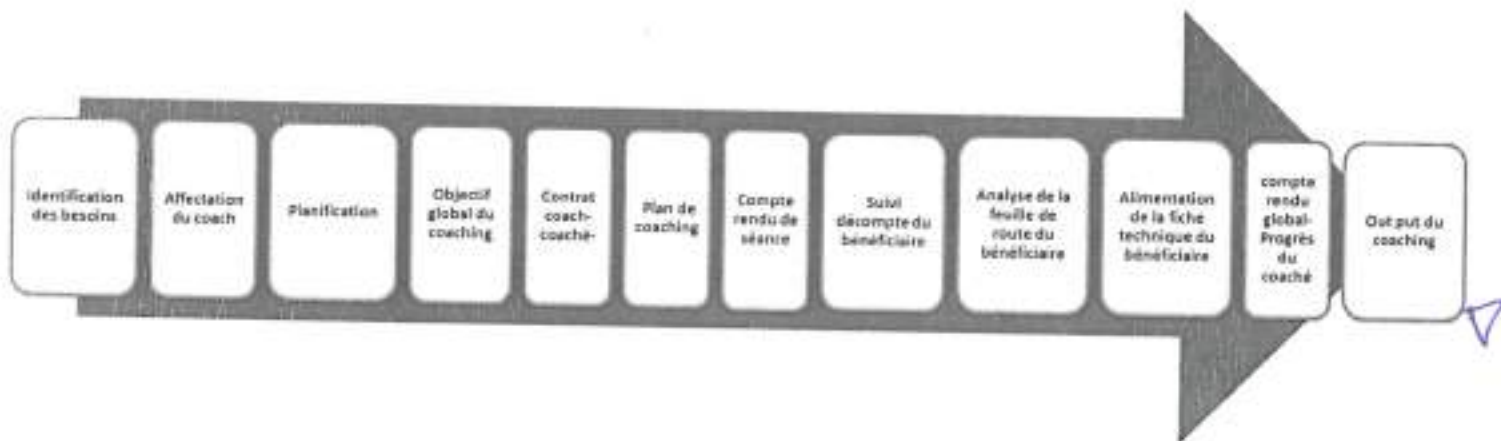 Identification
des besoins
Affectation
du coach
Planification
Objectif
global du
coaching
Contrat
coach-
coaché-
Plan de
coaching
Compte
rendu de
séance
Suivi
décompte du
bénéficiaire
Analyse de la
feuille de
route du
bénéficiaire
Alimentation
de la fiche
technique du
bénéficiaire
compte
rendu
global-
Progrès
du
coaché
Out put du
coaching